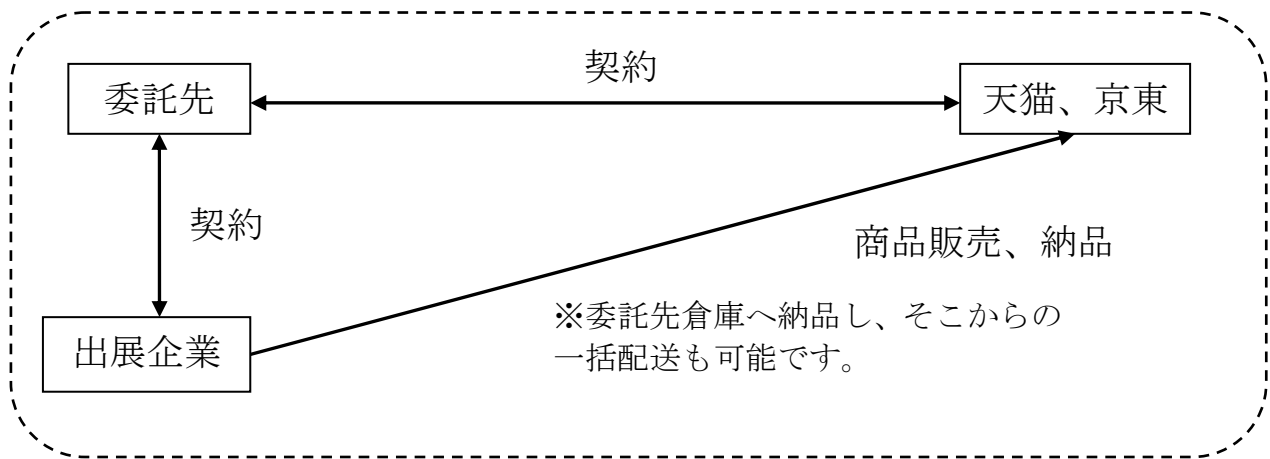 契約
委託先
天猫、京東
契約
商品販売、納品
※委託先倉庫へ納品し、そこからの
一括配送も可能です。
出展企業